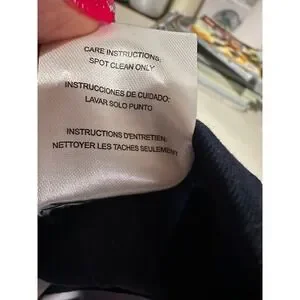 CARE INSTRUCTIONS:
SPOT CLEAN ONLY
INSTRUCCIONES DE CUIDADO:
LAVAR SOLO PUNTO
INSTRUCTIONS D'ENTRETIEN:
NETTOYER LES TACHES SEULEMENT